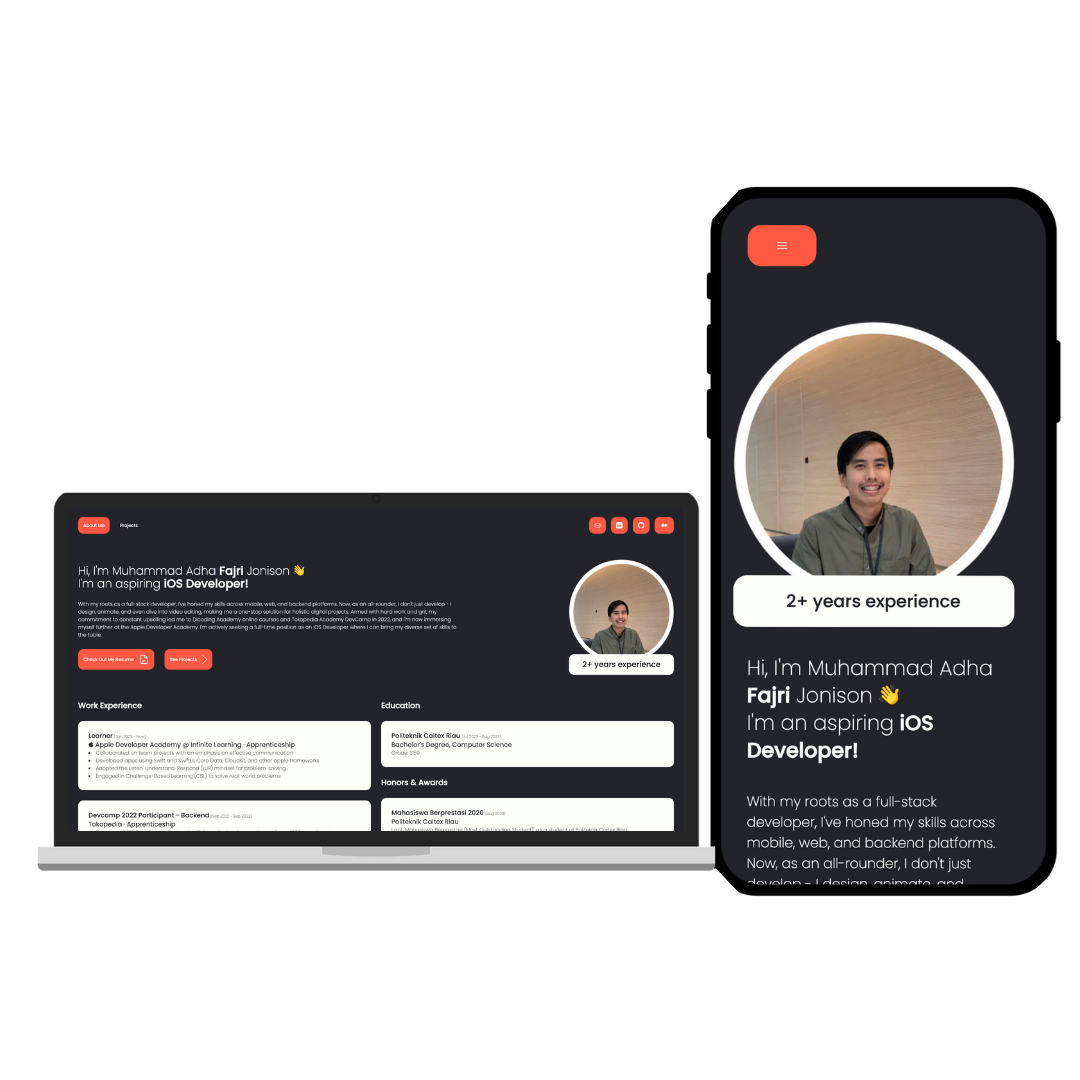 About Me
Projects
Hi, I'm Muhammad Adha Fajri Jonison 👋
I'm an aspiring iOS Developer!
With my roots as a full-stack developer, I've honed my skills across mobile, web, and backend platforms. Now, as an all-rounder, I don't just develop - I
design, animate, and even dive into video editing, making me a one-stop solution for holistic digital projects. Armed with hard work and grit, my
commitment to constant upskilling led me to Dicoding Academy online courses and Tokopedia Academy DevCamp in 2022, and I'm now immersing
myself further at the Apple Developer Academy. I'm actively seeking a full-time position as an iOS Developer where I can bring my diverse set of skills to
the table.
Check Out My Resume
See Projects
2+ years experience
Work Experience
Learner (Jan 2023 - Now)
Apple Developer Academy @ Infinite Learning · Apprenticeship
Collaborated on team projects with an emphasis on effective communication
Developed apps using Swift and SwiftUI, Core Data, CloudKit, and other apple frameworks
Adopted the Listen-Understand-Respond (LUR) mindset for problem-solving
Engaged in Challenge-Based Learning (CBL) to solve real-world problems
Devcamp 2022 Participant - Backend
Tokopedia · Apprenticeship
Education
Politeknik Caltex Riau
Bachelor's Degree, Computer Science
Grade: 3.59
Honors & Awards
Mahasiswa Berprestasi 2020
Politeknik Caltex Riau
2+ years experience
Hi, I'm Muhammad Adha
Fajri Jonison 👋
I'm an aspiring iOS
Developer!
With my roots as a full-stack
developer, I've honed my skills across
mobile, web, and backend platforms.
Now, as an all-rounder, I don't just
develop - I design, animate, and